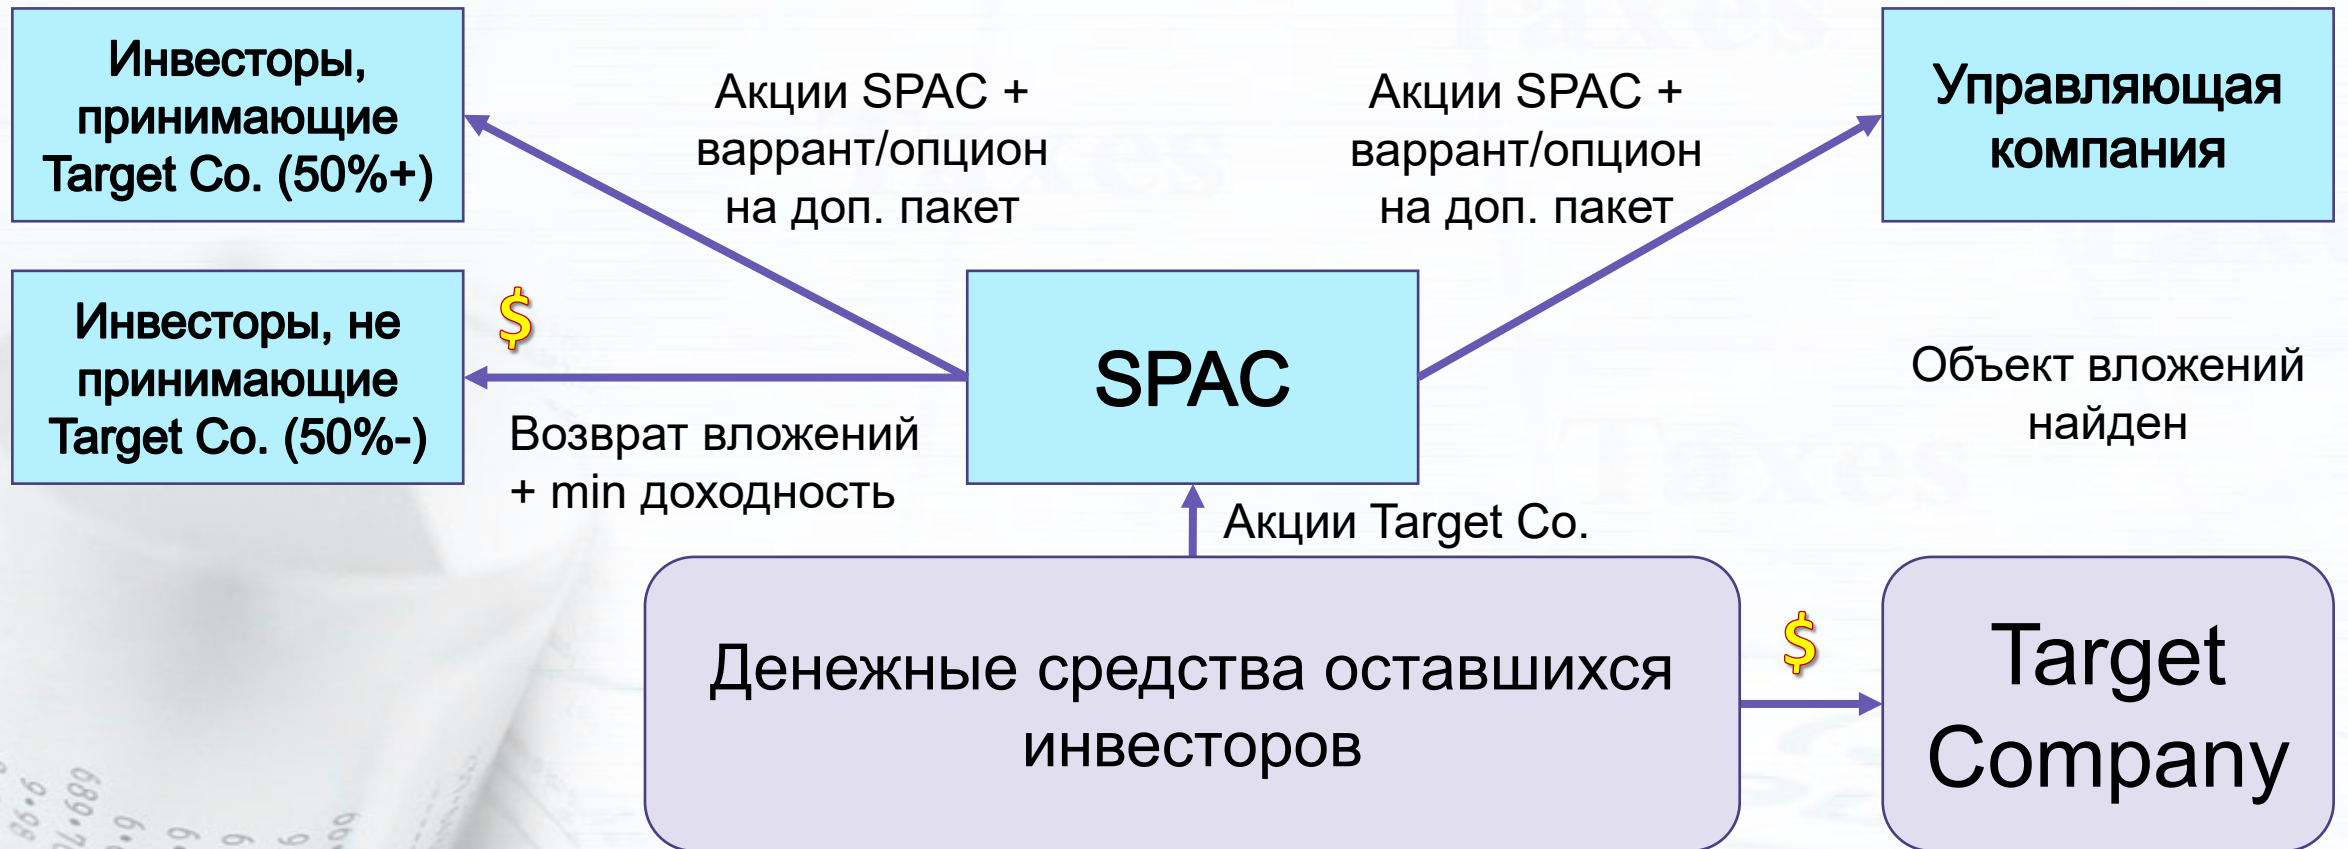 Инвесторы,
принимающие
Target Co. (50%+)
Акции SPAC +
варрант/опцион
на доп. пакет
Акции SPAC +
варрант/опцион
на доп. пакет
Управляющая
компания
Инвесторы, не
принимающие
Target Co. (50%-)
$
Возврат вложений
+ min доходность
SPAC
Объект вложений
найден
Акции Target Co.
Денежные средства оставшихся
инвесторов
$
Target
Company
Taxes
Taxes